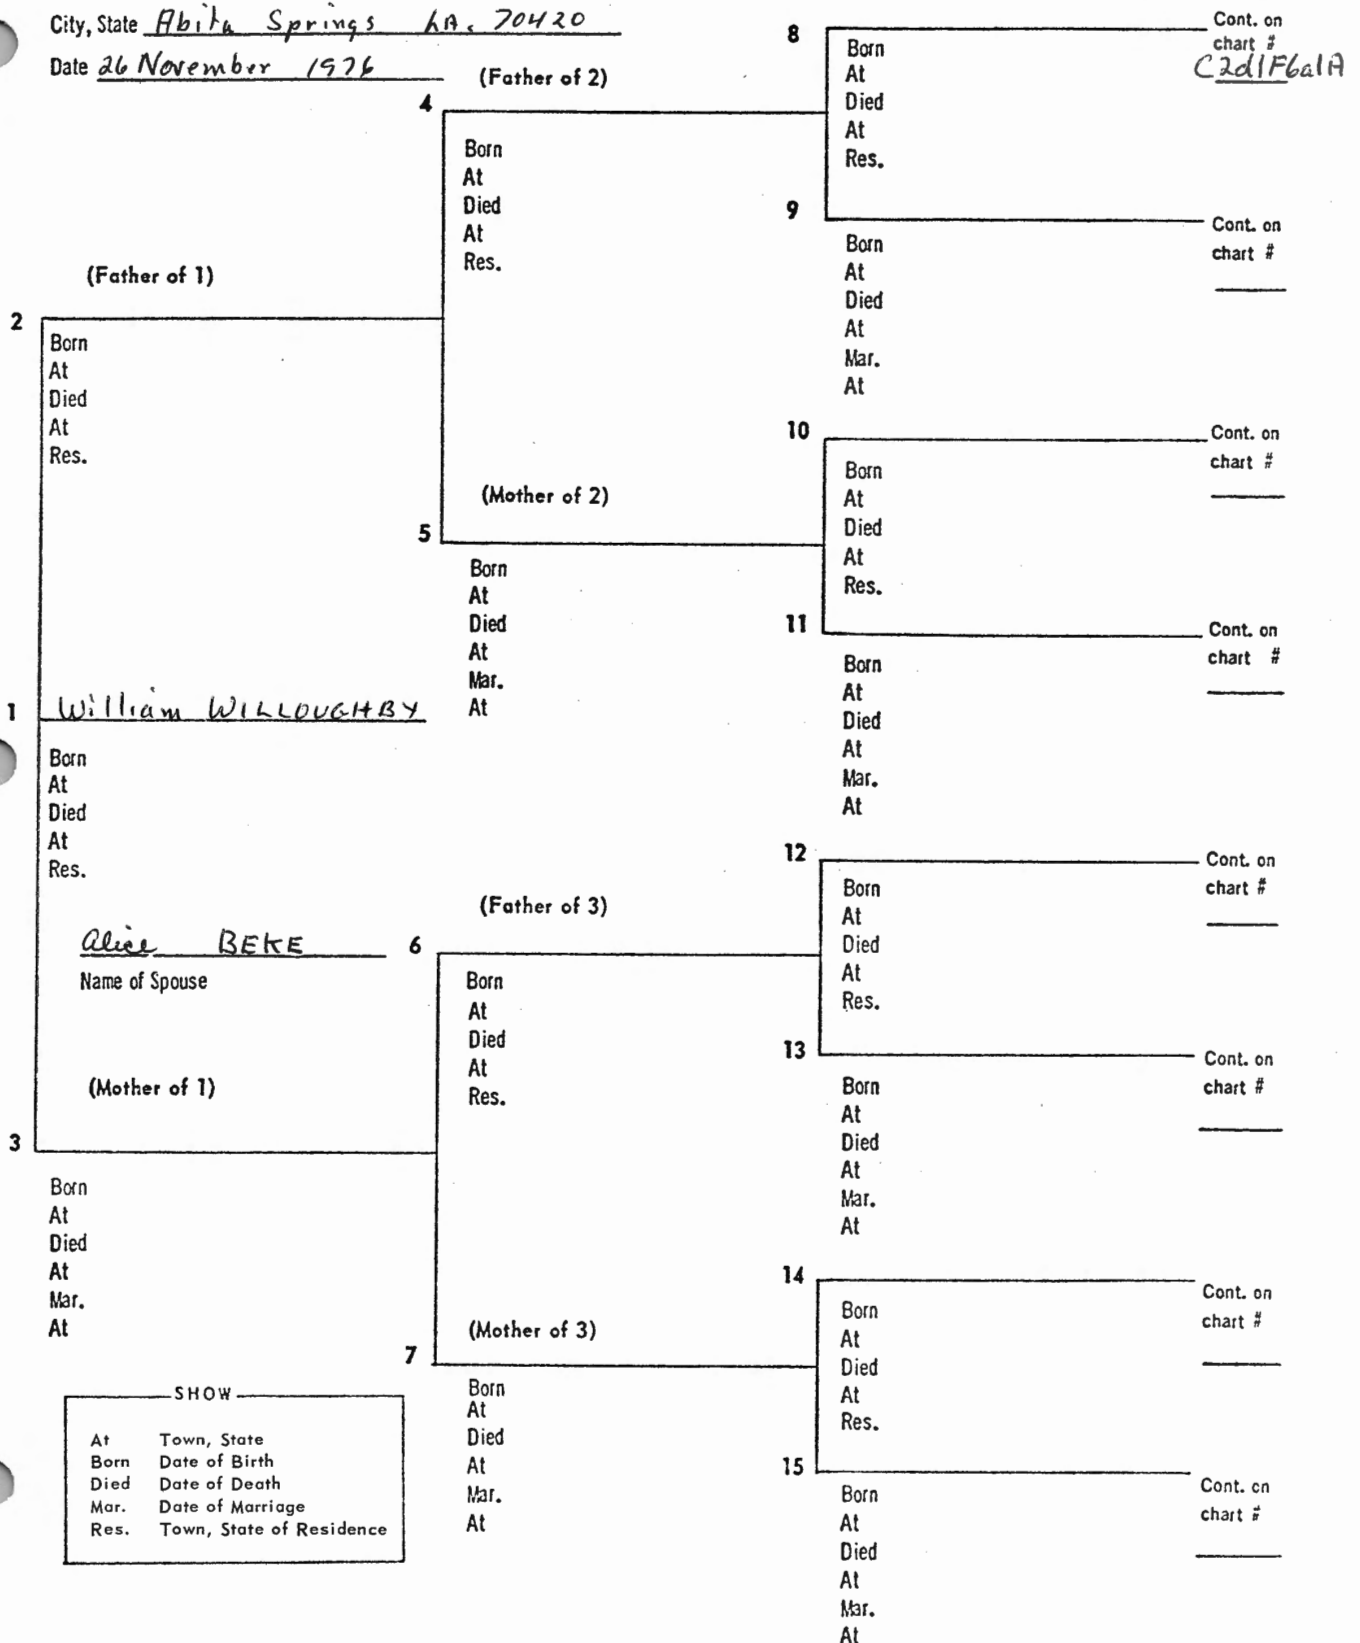 City, State Abita Springs LA. 70420
Date 26 November 1976
8
Cont. on
chart #
C2d1F6a1A
Born
At
Died
At
Res.
(Father of 2)
4
Born
At
Died
At
Res.
9
Cont. on
chart #
Born
At
Died
At
Mar.
At
(Father of 1)
2
Born
At
Died
At
Res.
10
Cont. on
chart #
Born
At
Died
At
Res.
(Mother of 2)
5
Born
At
Died
At
Mar.
At
11
Cont. on
chart #
Born
At
Died
At
Mar.
At
1 William WILLOUGHBY
Born
At
Died
At
Res.
Alice BEKE
Name of Spouse
12
Cont. on
chart #
Born
At
Died
At
Res.
(Father of 3)
6
Born
At
Died
At
Res.
13
Cont. on
chart #
Born
At
Died
At
Mar.
At
(Mother of 1)
3
Born
At
Died
At
Mar.
At
14
Cont. on
chart #
Born
At
Died
At
Res.
(Mother of 3)
7
Born
At
Died
At
Mar.
At
15
Cont. on
chart #
Born
At
Died
At
Mar.
At
SHOW
At Town, State
Born Date of Birth
Died Date of Death
Mar. Date of Marriage
Res. Town, State of Residence